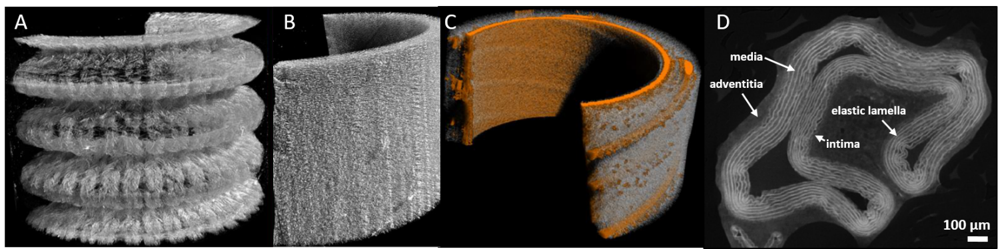 A
B
C
D
media
adventitia
elastic lamella
intima
100 µm